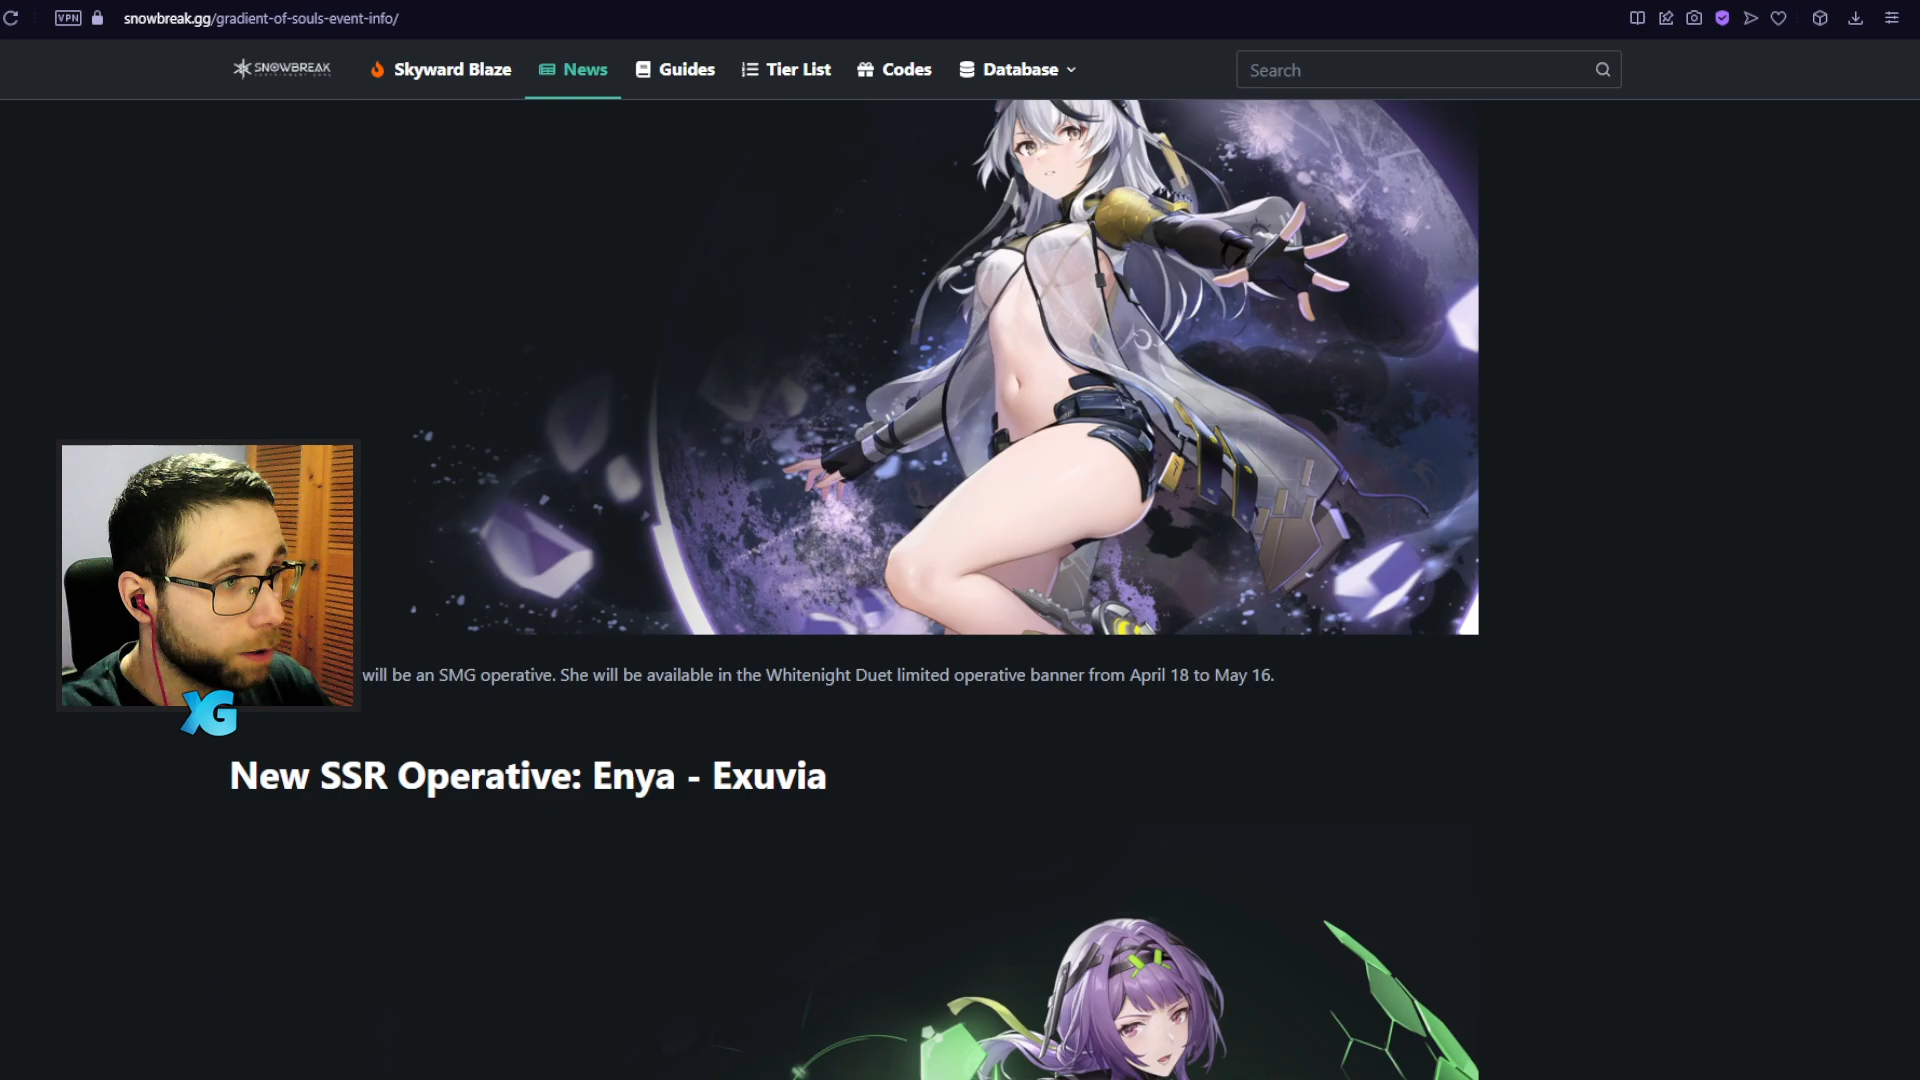 VPN
snowbreak.gg/gradient-of-souls-event-info/
SNOWBREAK
Skyward Blaze
News
Guides
Tier List
Codes
Database
Search
will be an SMG operative. She will be available in the Whitenight Duet limited operative banner from April 18 to May 16.
XG
New SSR Operative: Enya - Exuvia